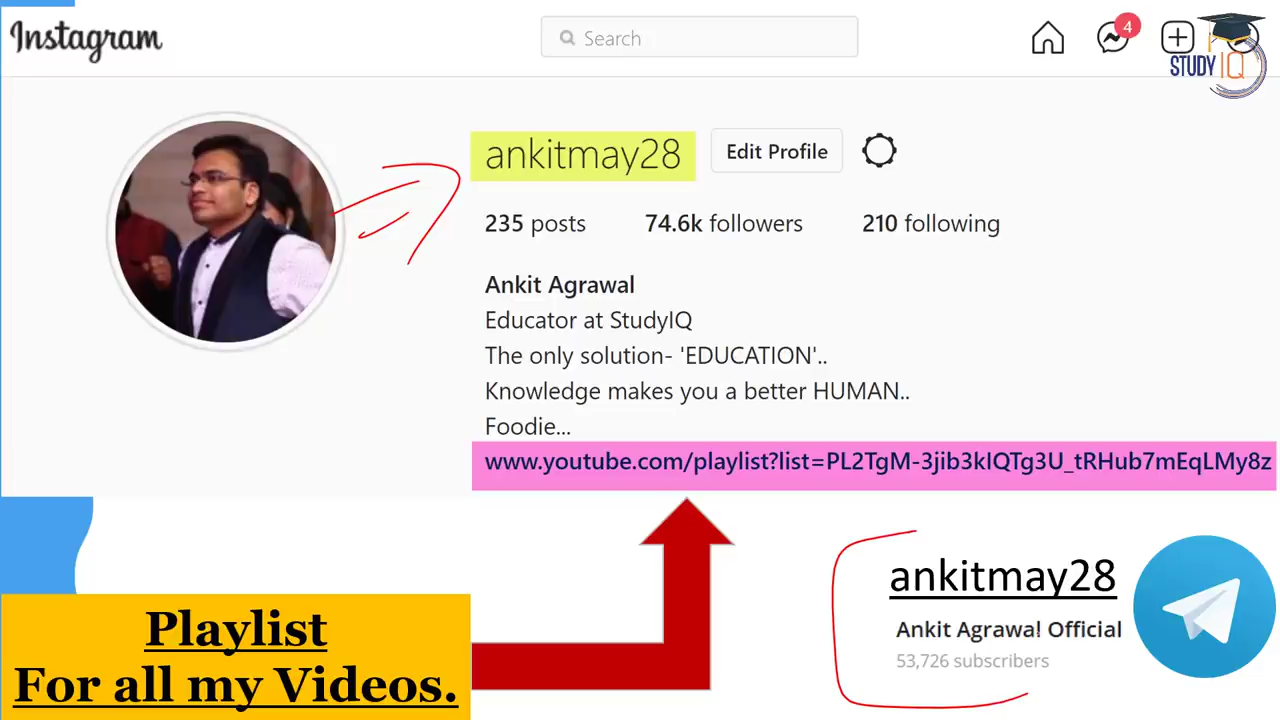 Instagram
Search
4
STUDY IQ
ankitmay28
Edit Profile
235 posts
74.6k followers
210 following
Ankit Agrawal
Educator at StudyIQ
The only solution- 'EDUCATION'..
Knowledge makes you a better HUMAN..
Foodie...
www.youtube.com/playlist?list=PL2TgM-3jib3kIQTg3U_tRHub7mEqLMy8z
Playlist
For all my Videos.
ankitmay28
Ankit Agrawal Official
53,726 subscribers